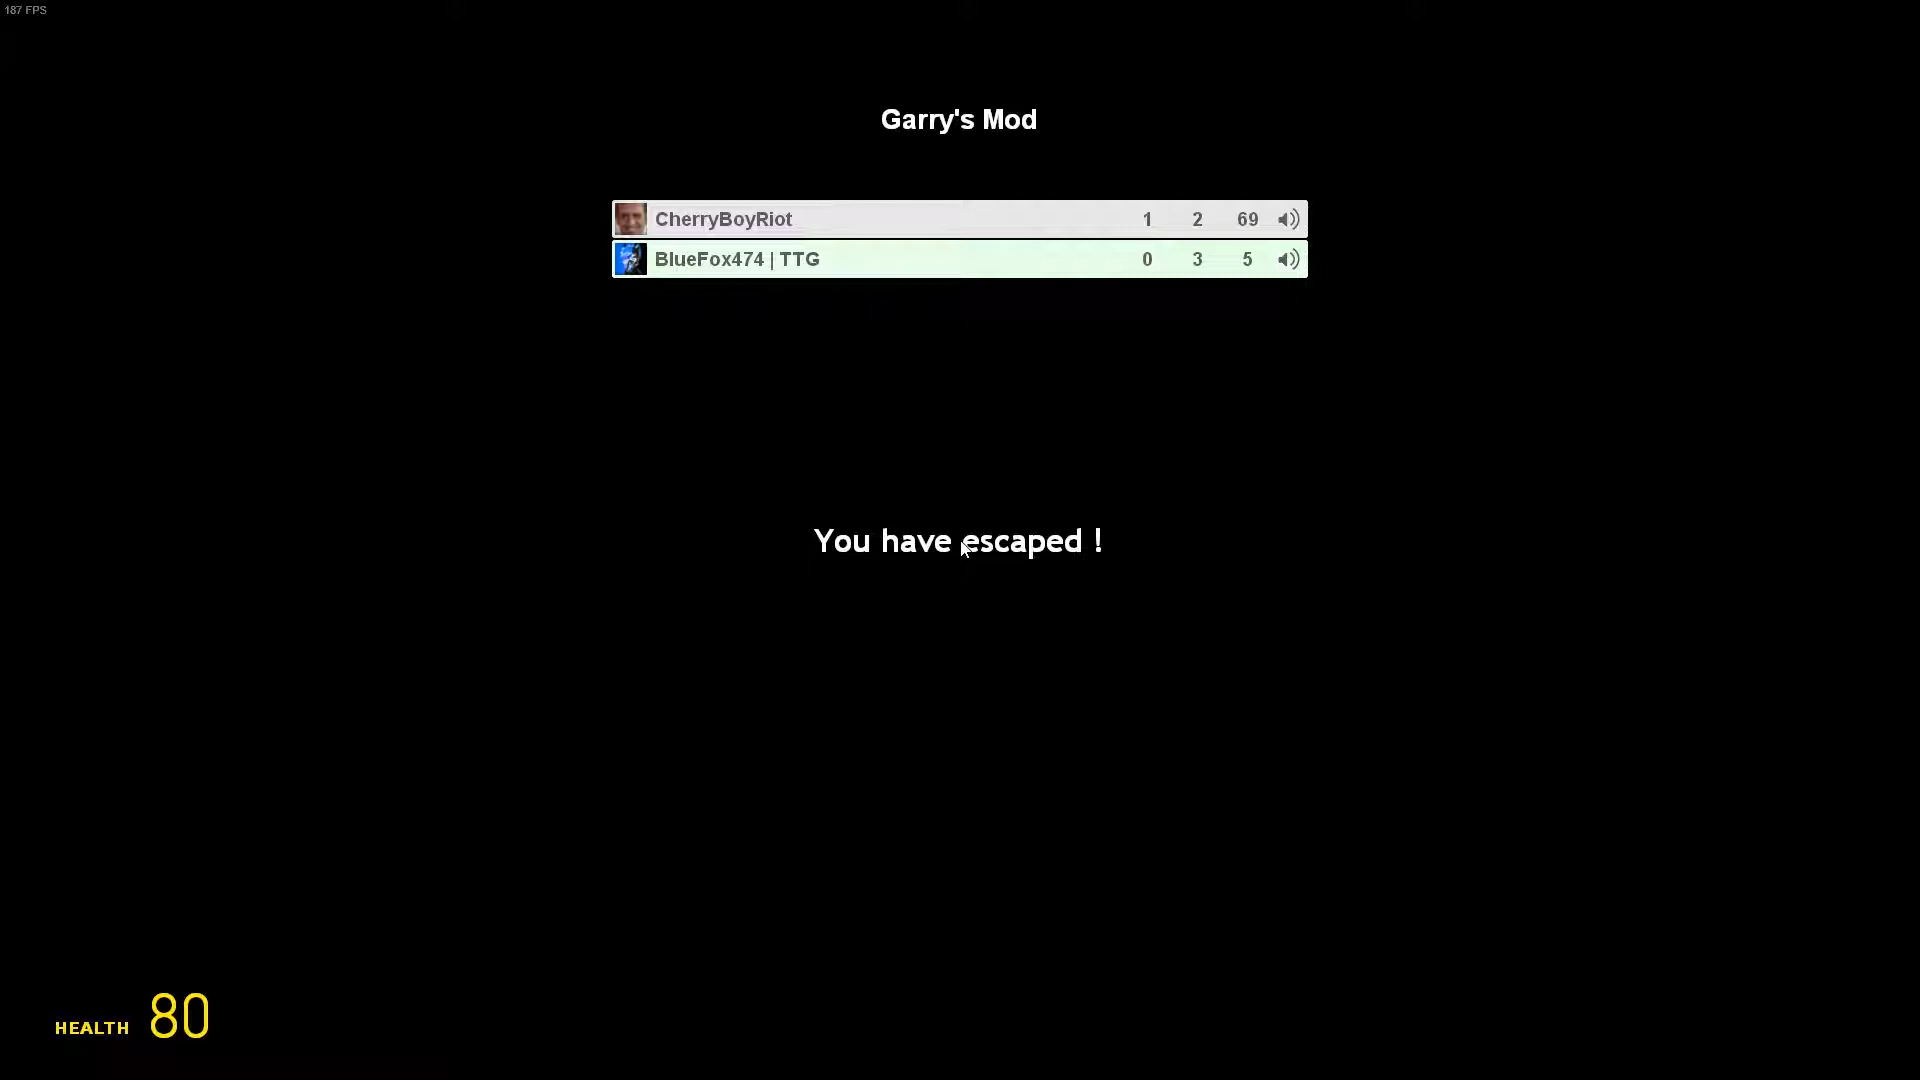 187 FPS
Garry's Mod
CherryBoyRiot 1 2 69
BlueFox474 | TTG 0 3 5
You have escaped !
HEALTH 80